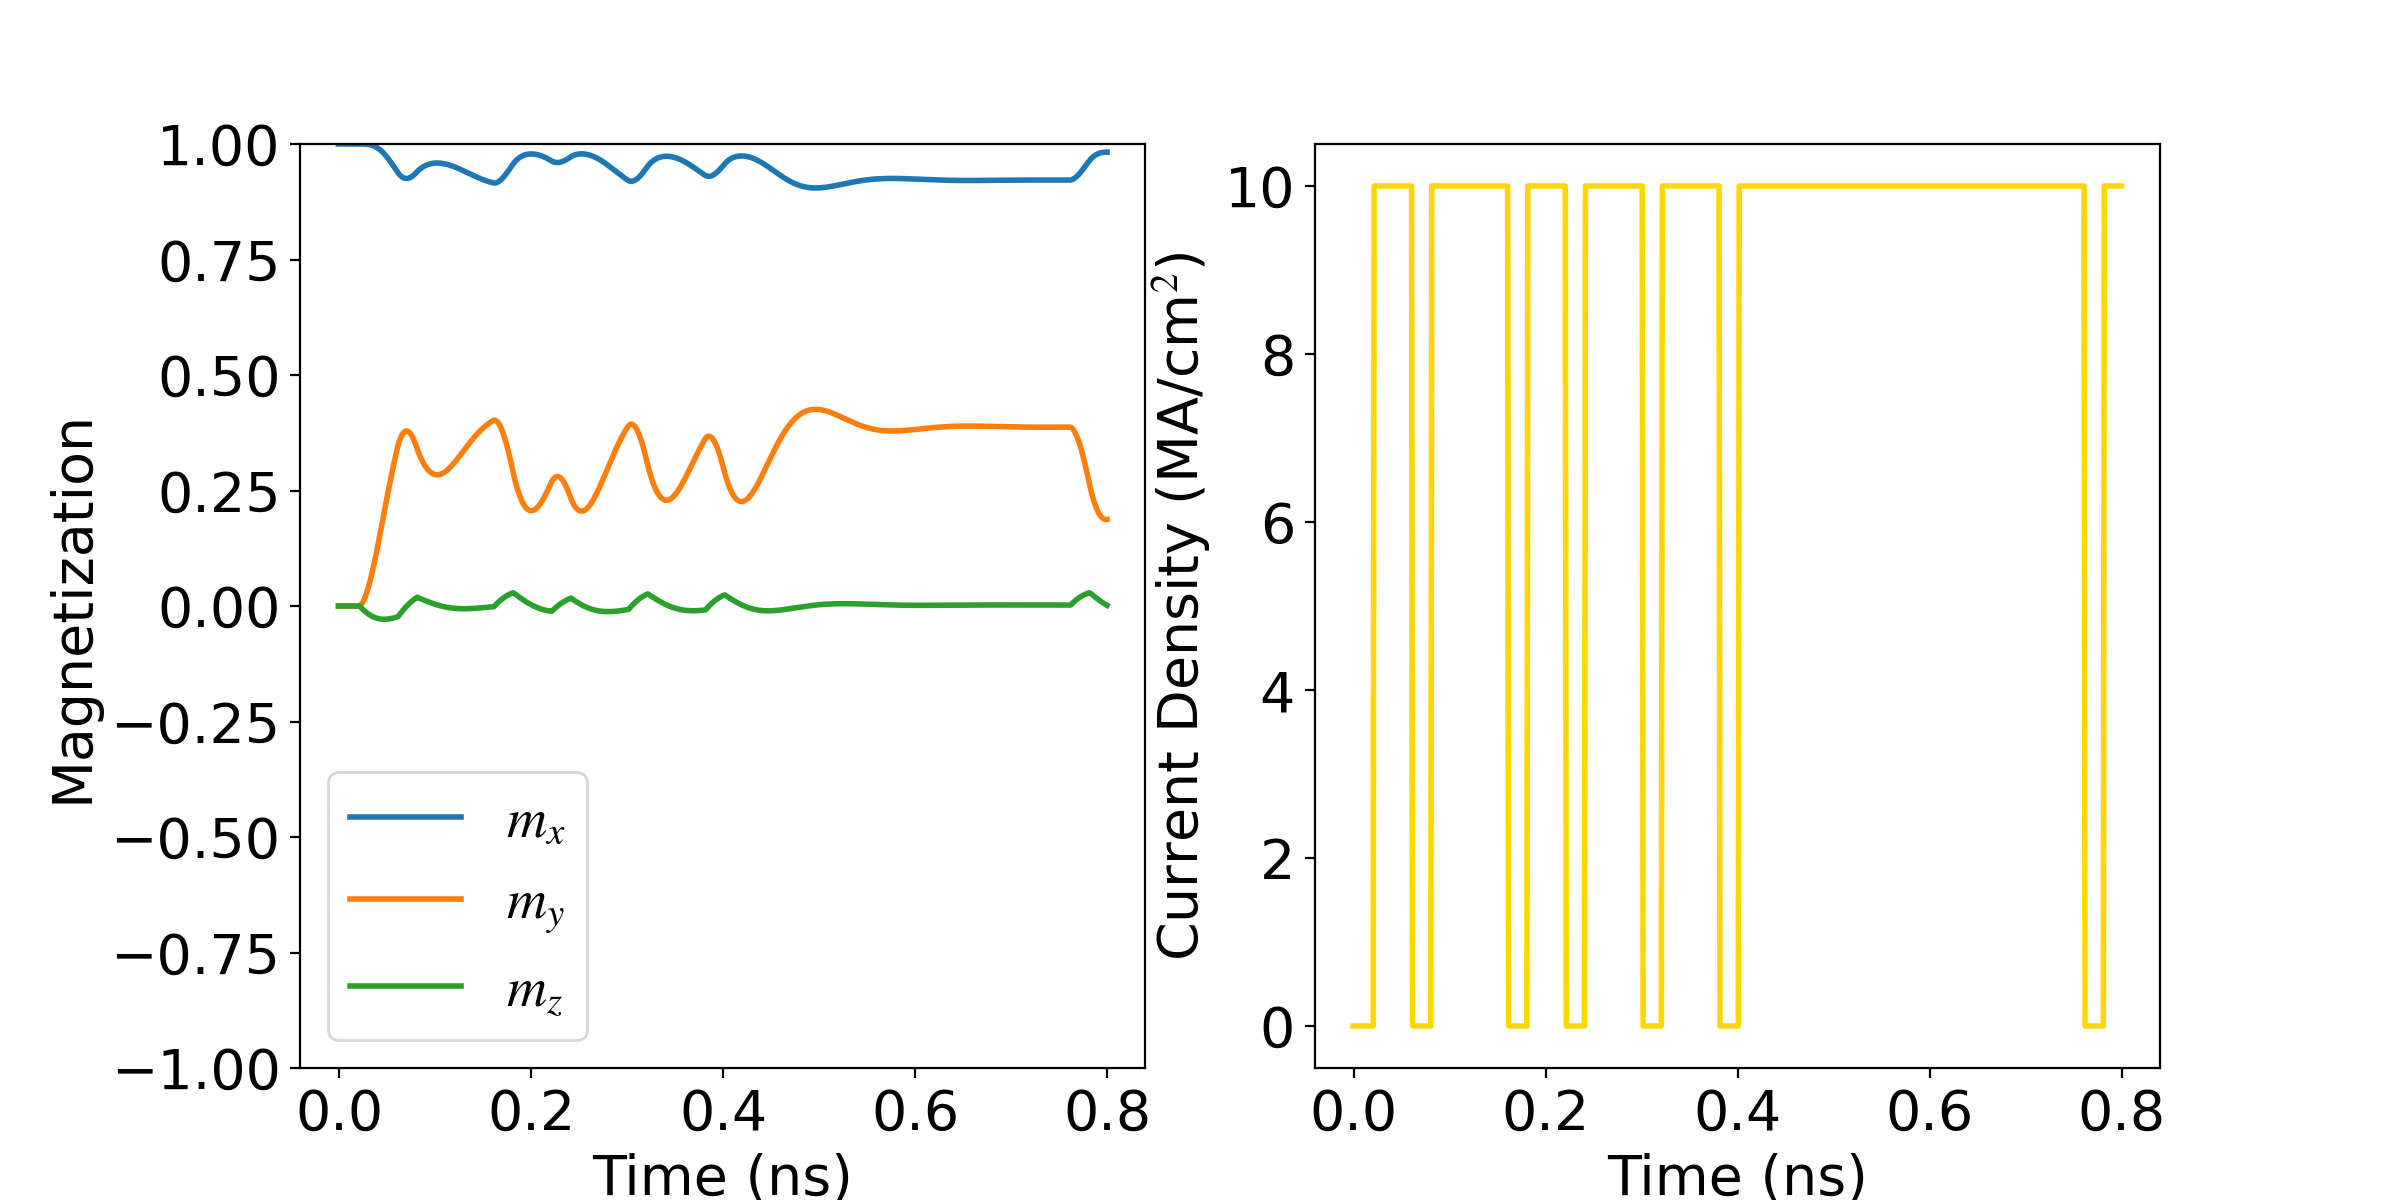 Magnetization
1.00
0.75
0.50
0.25
0.00
−0.25
−0.50
−0.75
−1.00
m_x
m_y
m_z
0.0 0.2 0.4 0.6 0.8
Time (ns)
Current Density (MA/cm²)
10
8
6
4
2
0
0.0 0.2 0.4 0.6 0.8
Time (ns)